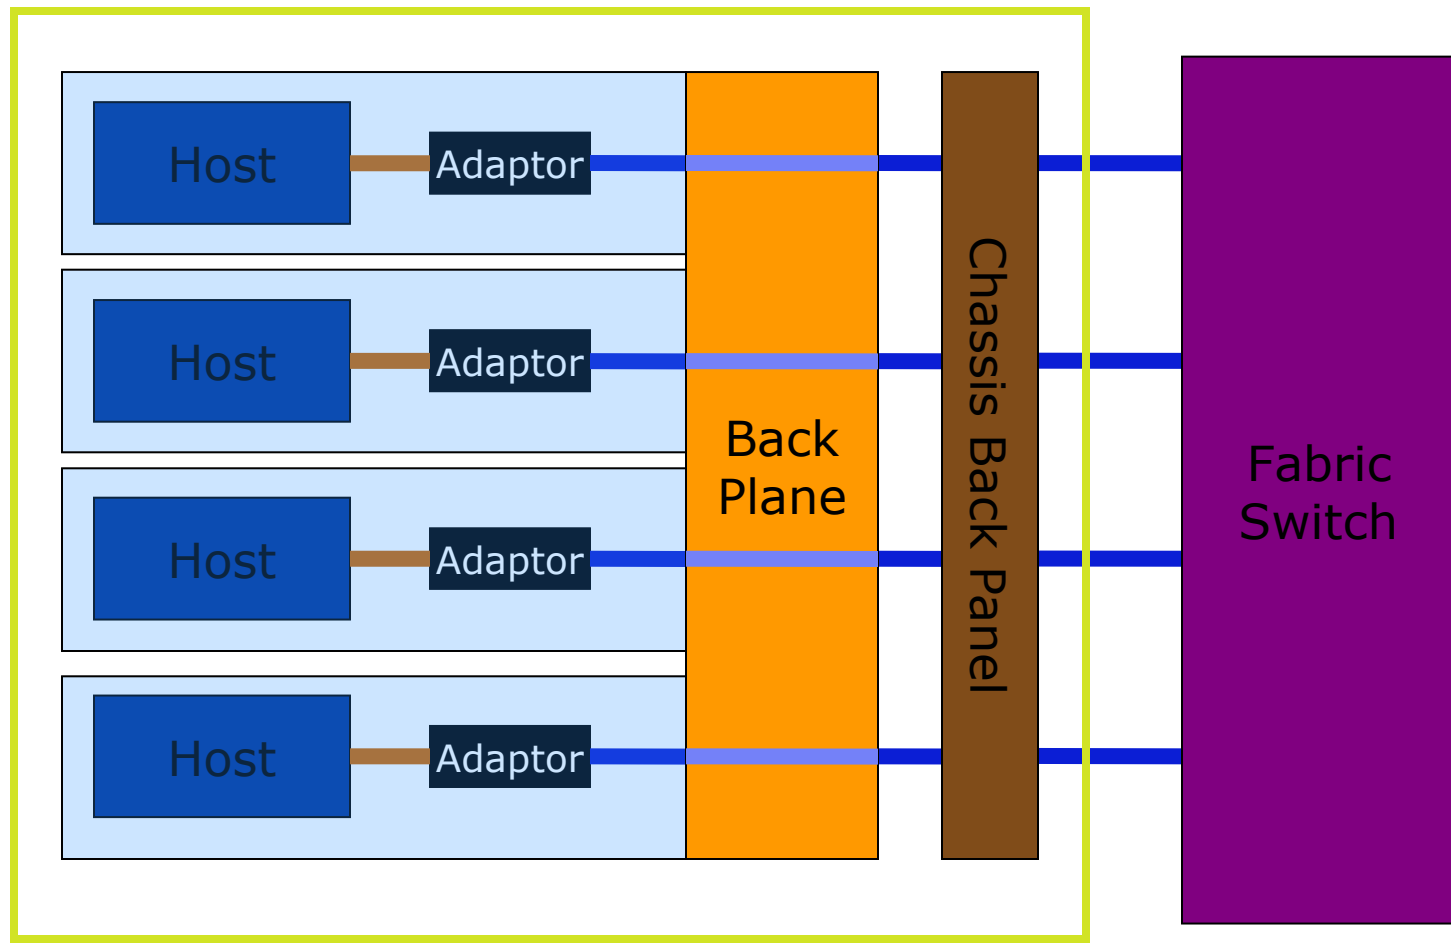 Host
Adaptor
Host
Adaptor
Host
Adaptor
Host
Adaptor
Back
Plane
Chassis Back Panel
Fabric
Switch